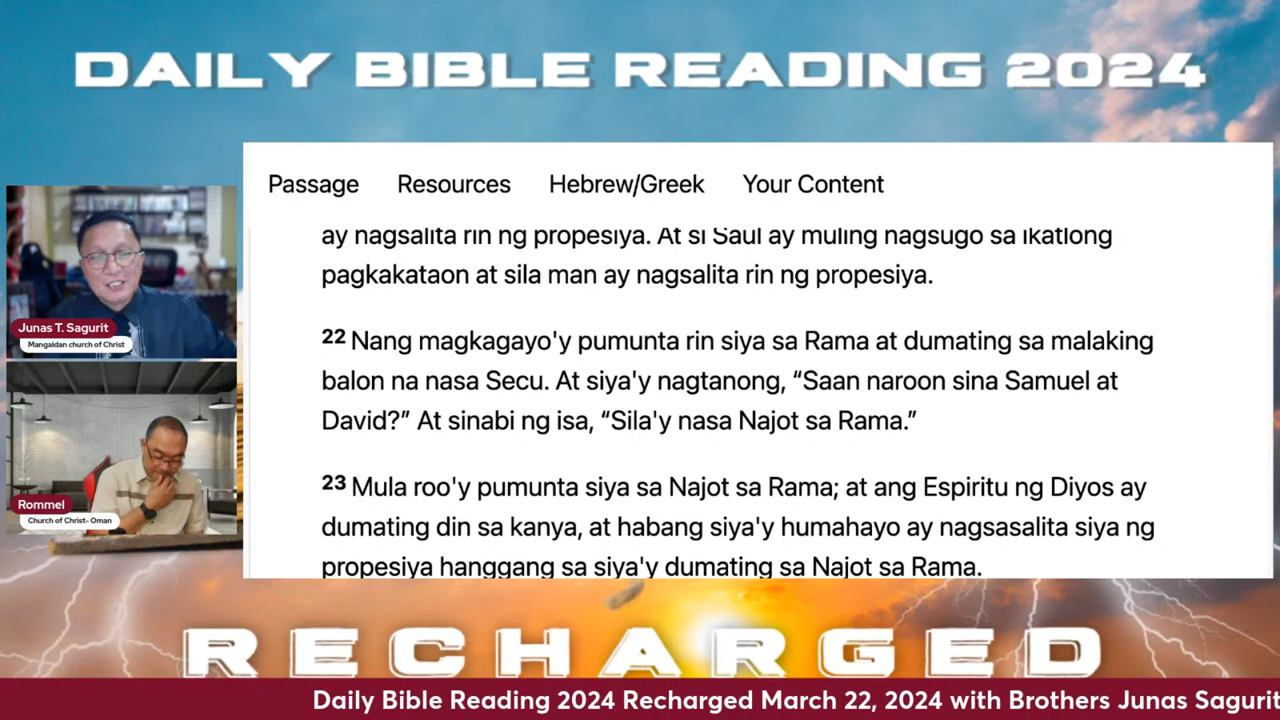 DAILY BIBLE READING 2024
Passage Resources Hebrew/Greek Your Content
ay nagsalita rin ng propesiya. At si Saul ay muling nagsugo sa ikatlong
pagkakataon at sila man ay nagsalita rin ng propesiya.
22 Nang magkagayo'y pumunta rin siya sa Rama at dumating sa malaking
balon na nasa Secu. At siya'y nagtanong, “Saan naroon sina Samuel at
David?” At sinabi ng isa, “Sila'y nasa Najot sa Rama.”
23 Mula roo'y pumunta siya sa Najot sa Rama; at ang Espiritu ng Diyos ay
dumating din sa kanya, at habang siya'y humahayo ay nagsasalita siya ng
propesiya hanggang sa siya'y dumating sa Najot sa Rama.
Junas T. Sagurit
Mangaldan church of Christ
Rommel
Church of Christ- Oman
RECHARGED
Daily Bible Reading 2024 Recharged March 22, 2024 with Brothers Junas Sagurit